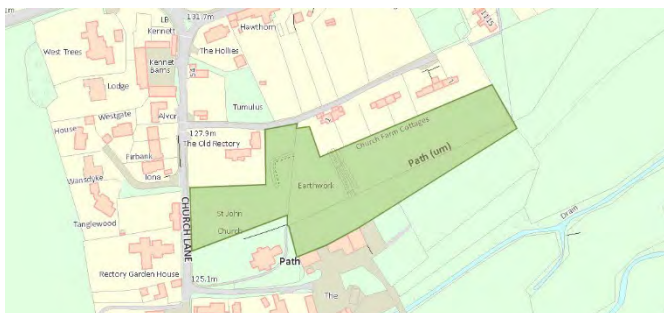 131.7m
LB
Kennett
The Hollies
Hawthorn
West Trees
Kennet
Barns
Lodge
Tumulus
Westgate
Alvor
House
127.9m
The Old Rectory
Firbank
Iona
Church Farm Cottages
Path (um)
Wansdyke
Earthwork
CHURCH LANE
St John
Church
Tanglewood
Drain
Path
Rectory Garden House
125.1m
The